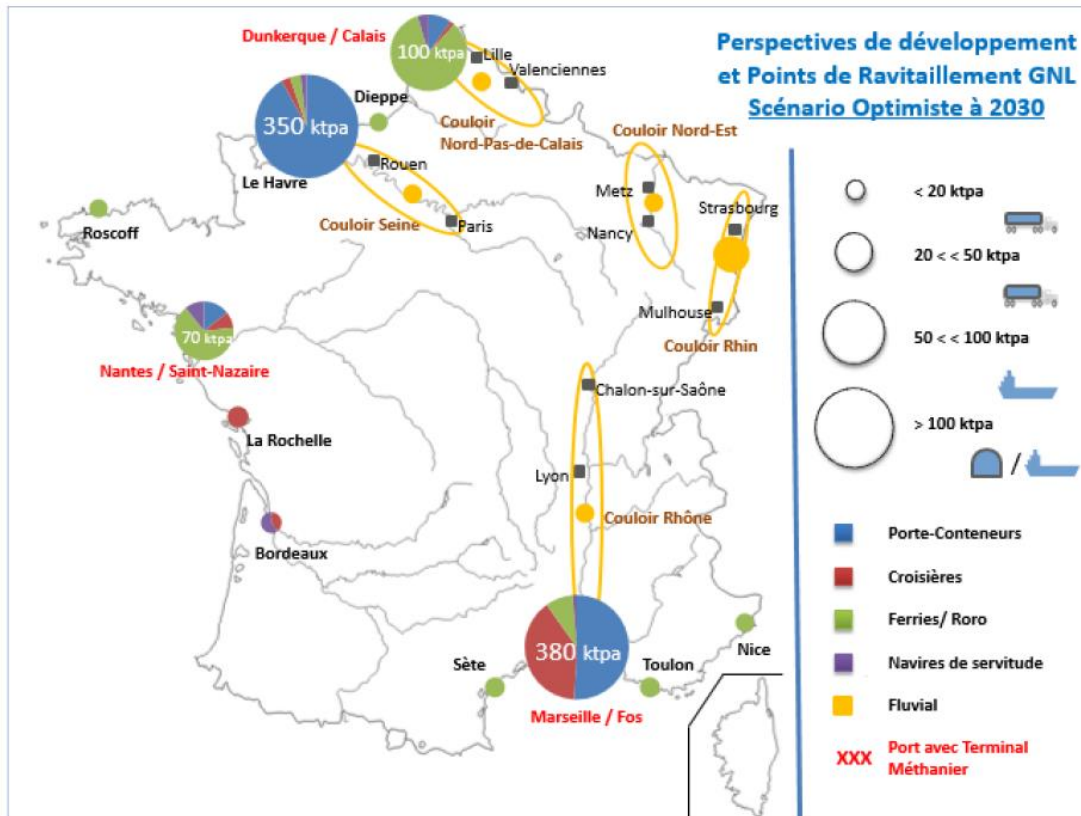 Perspectives de développement
et Points de Ravitaillement GNL
Scénario Optimiste à 2030
Dunkerque / Calais
100 ktpa
Lille
Valenciennes
Couloir
Nord-Pas-de-Calais
Dieppe
350 ktpa
Le Havre
Rouen
Couloir Seine
Paris
Couloir Nord-Est
Metz
Nancy
Strasbourg
Mulhouse
Couloir Rhin
Roscoff
70 ktpa
Nantes / Saint-Nazaire
La Rochelle
Bordeaux
Chalon-sur-Saône
Lyon
Couloir Rhône
380 ktpa
Marseille / Fos
Sète
Toulon
Nice
< 20 ktpa
20 < < 50 ktpa
50 < < 100 ktpa
> 100 ktpa
/
Porte-Conteneurs
Croisières
Ferries/ Roro
Navires de servitude
Fluvial
XXX Port avec Terminal
Méthanier